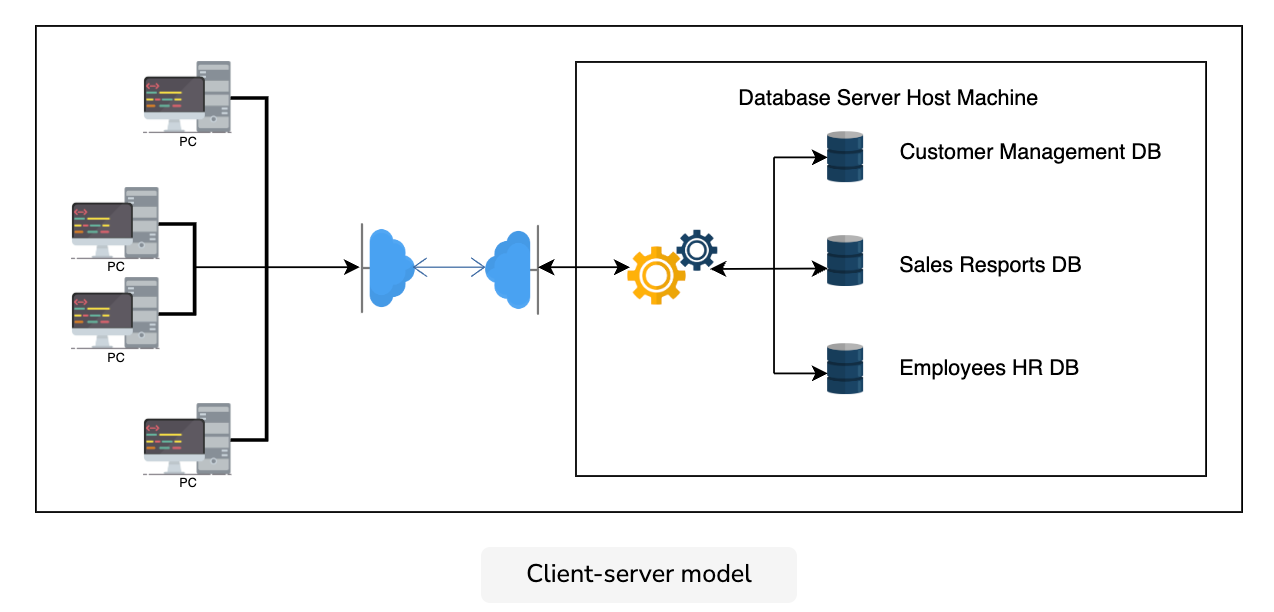 Database Server Host Machine
PC
Customer Management DB
PC
Sales Resports DB
PC
Employees HR DB
PC
Client-server model